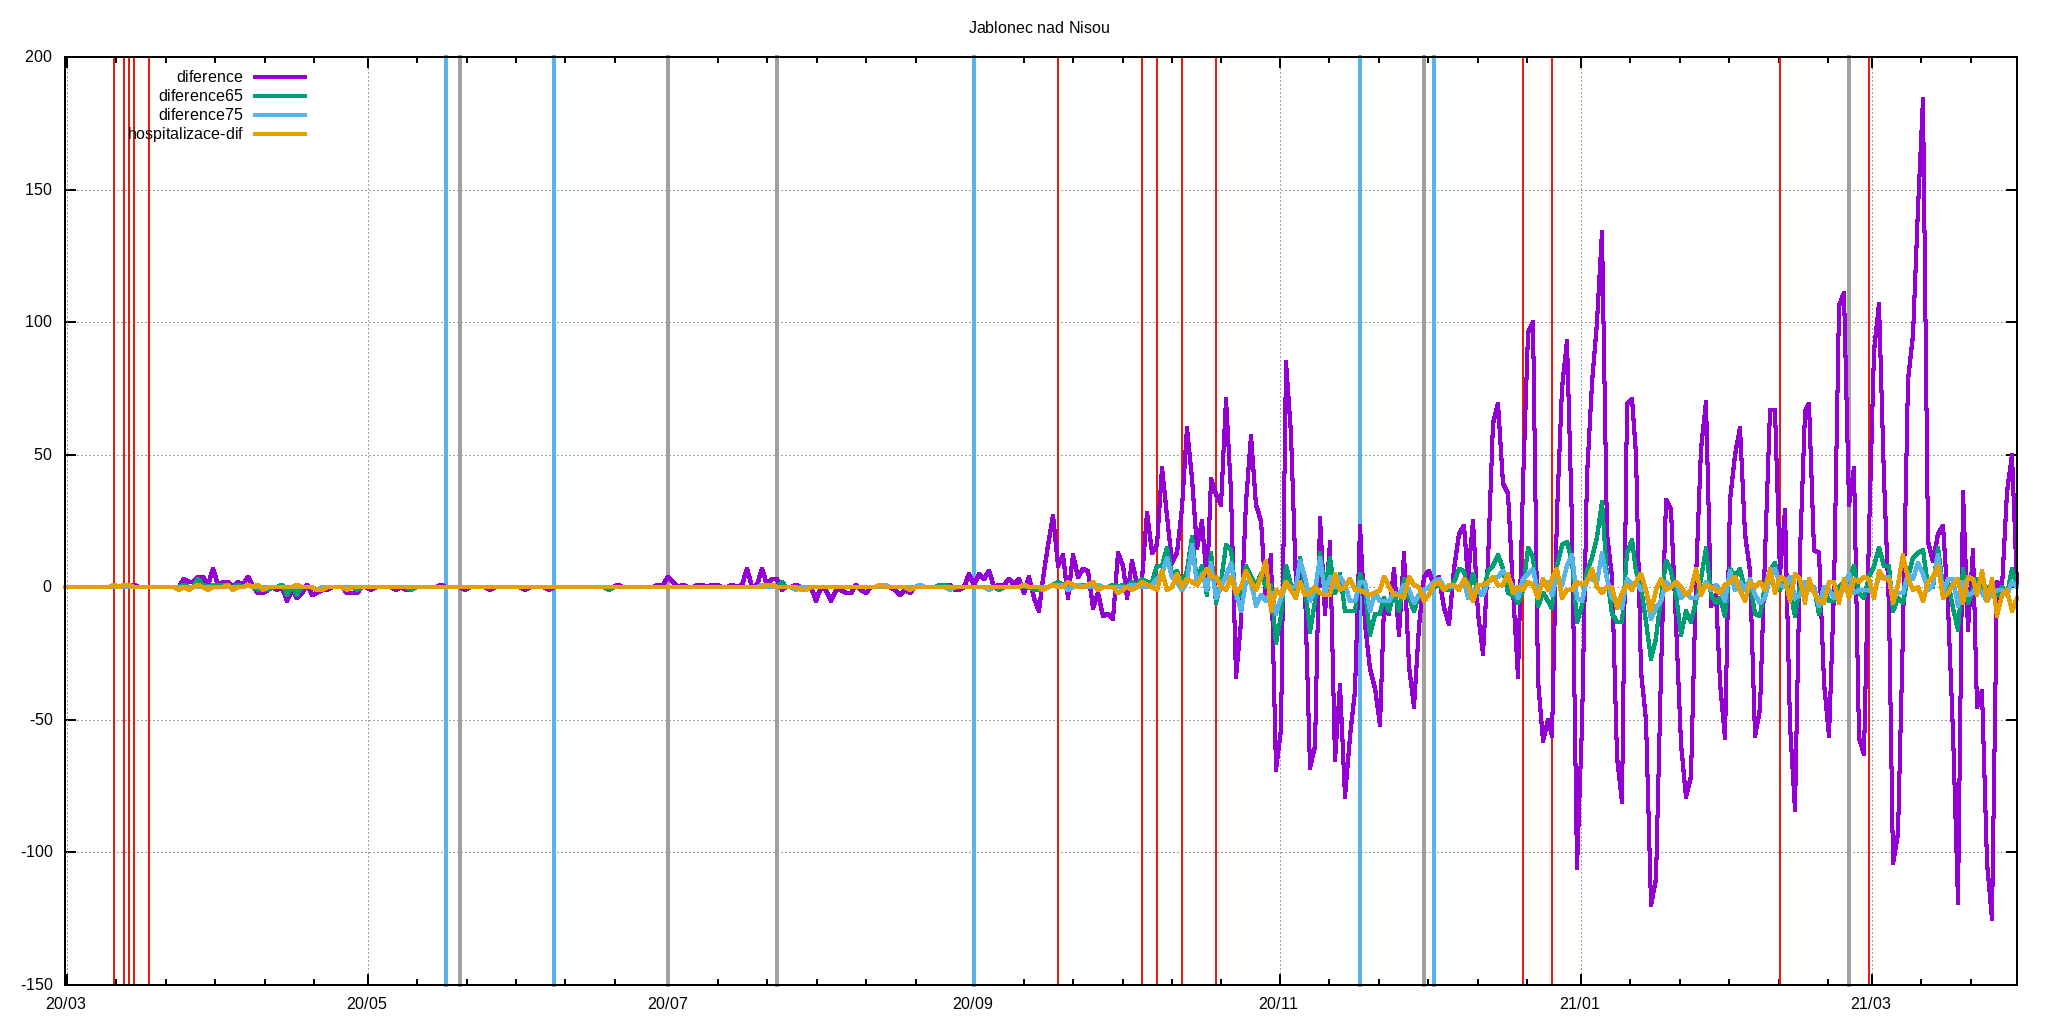 Jablonec nad Nisou
200
150
100
50
0
-50
-100
-150
diference
diference65
diference75
hospitalizace-dif
20/03 20/05 20/07 20/09 20/11 21/01 21/03